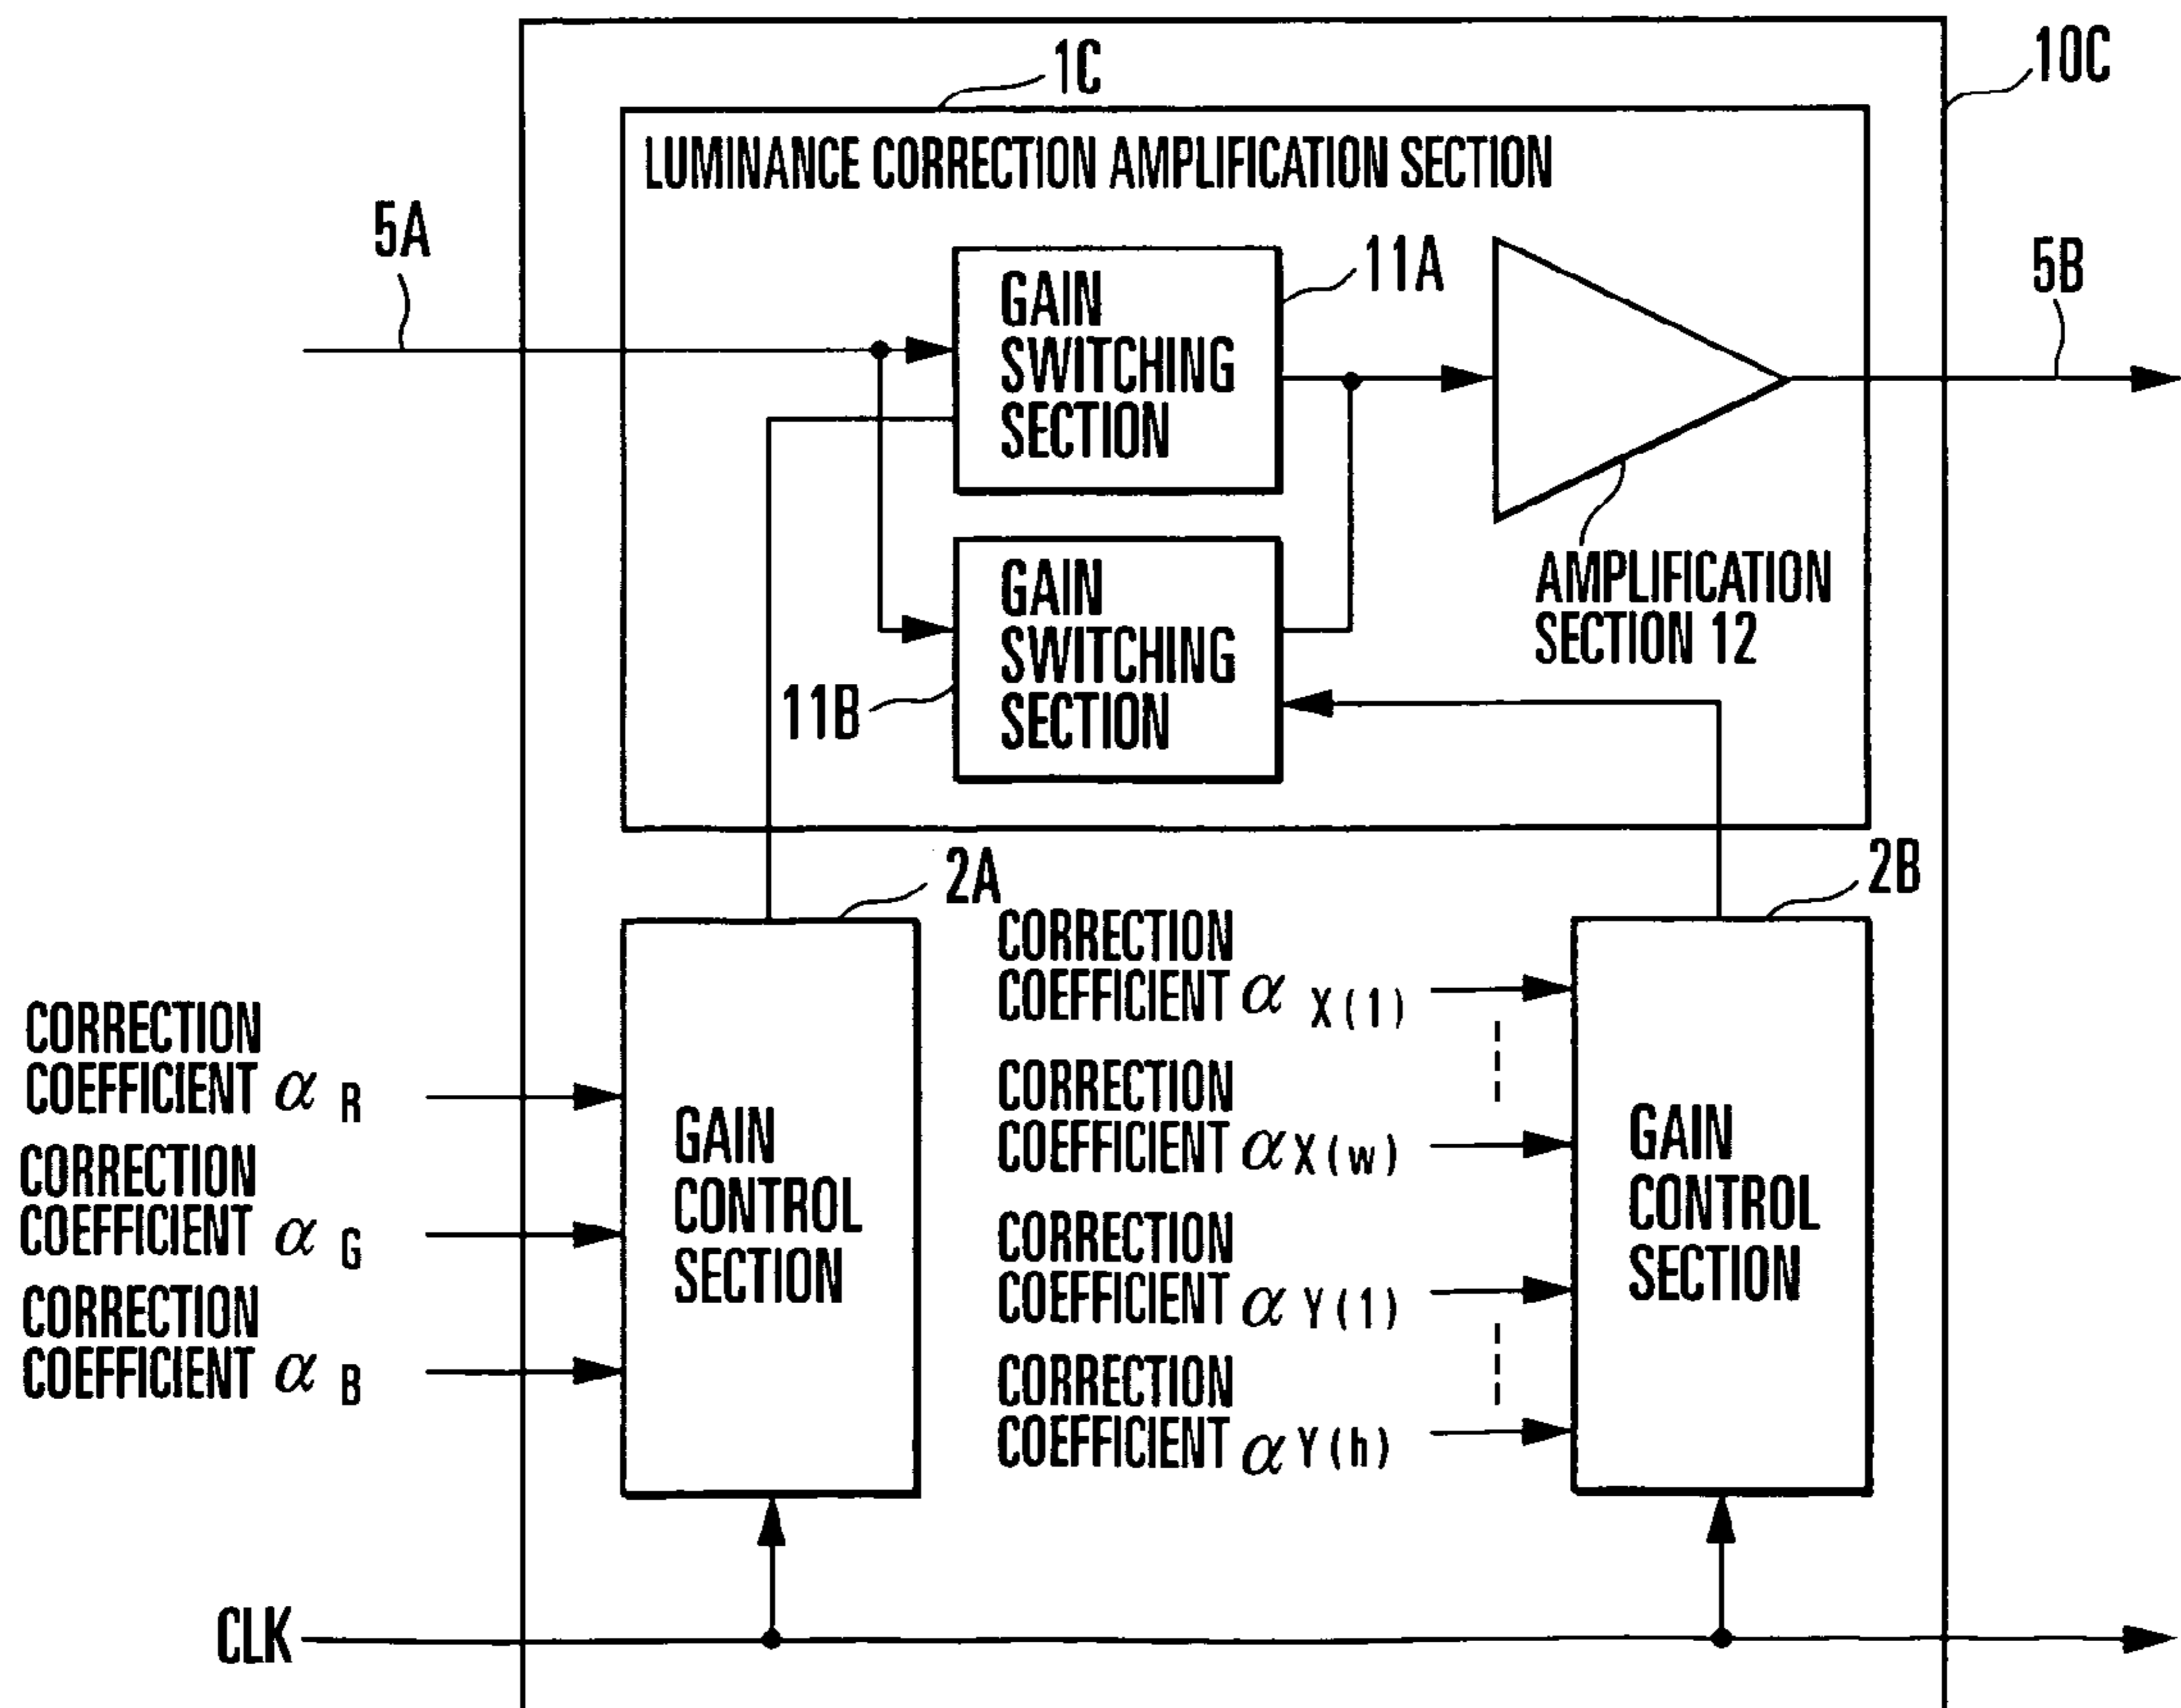 1C
10C
LUMINANCE CORRECTION AMPLIFICATION SECTION
5A
11A
5B
GAIN
SWITCHING
SECTION
AMPLIFICATION
SECTION 12
GAIN
SWITCHING
SECTION
11B
2A
2B
CORRECTION
COEFFICIENT α X(1)
CORRECTION
COEFFICIENT α X(w)
CORRECTION
COEFFICIENT α Y(1)
CORRECTION
COEFFICIENT α Y(h)
CORRECTION
COEFFICIENT α R
CORRECTION
COEFFICIENT α G
CORRECTION
COEFFICIENT α B
GAIN
CONTROL
SECTION
GAIN
CONTROL
SECTION
CLK